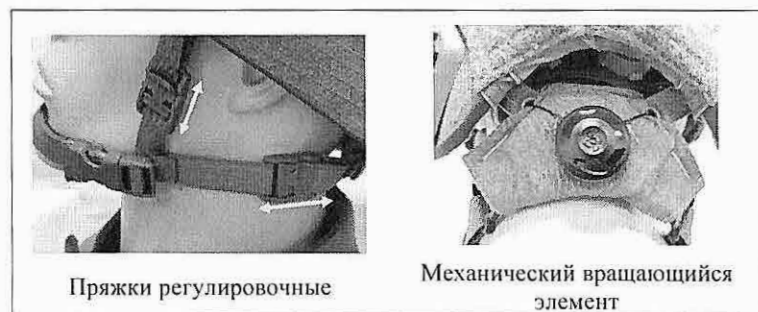 Пряжки регулировочные
Механический вращающийся
элемент